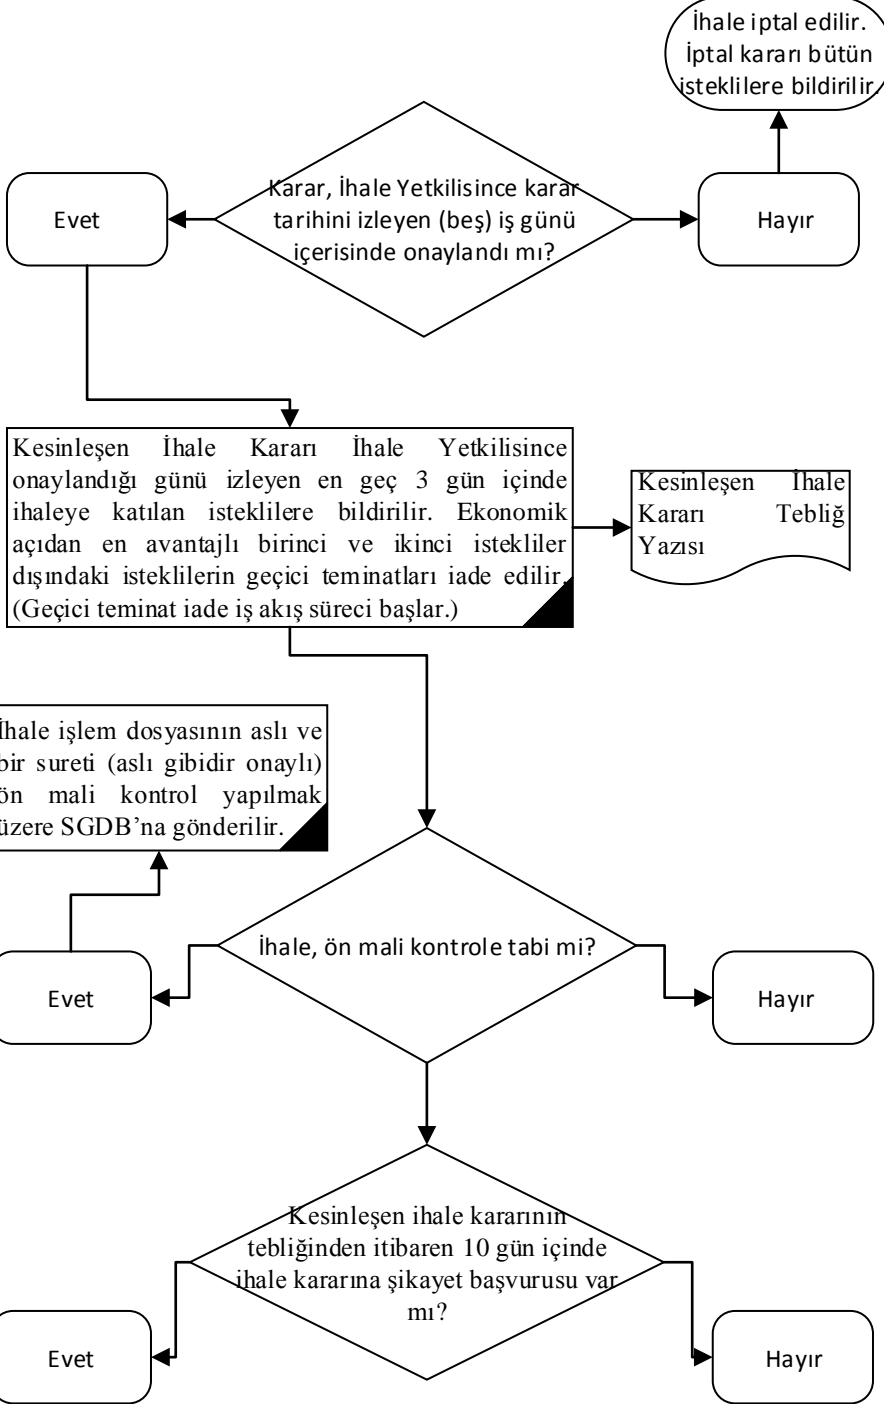 İhale iptal edilir.
İptal kararı bütün
isteklilere bildirilir.
Karar, İhale Yetkilisince karar
tarihini izleyen (beş) iş günü
içerisinde onaylandı mı?
Evet
Hayır
Kesinleşen İhale Kararı İhale Yetkilisince
onaylandığı günü izleyen en geç 3 gün içinde
ihaleye katılan isteklilere bildirilir. Ekonomik
açıdan en avantajlı birinci ve ikinci istekliler
dışındaki isteklilerin geçici teminatları iade edilir.
(Geçici teminat iade iş akış süreci başlar.)
Kesinleşen İhale
Kararı Tebliğ
Yazısı
İhale işlem dosyasının aslı ve
bir sureti (aslı gibidir onaylı)
ön mali kontrol yapılmak
üzere SGDB’na gönderilir.
İhale, ön mali kontrole tabi mi?
Evet
Hayır
Kesinleşen ihale kararının
tebliğinden itibaren 10 gün içinde
ihale kararına şikayet başvurusu var
mı?
Evet
Hayır